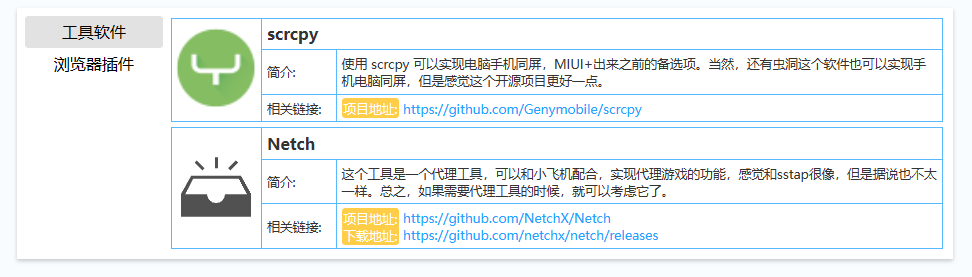 工具软件
浏览器插件
scrcpy
简介:
使用 scrcpy 可以实现电脑手机同屏，MIUI+出来之前的备选项。当然，还有虫洞这个软件也可以实现手
机电脑同屏，但是感觉这个开源项目更好一点。
相关链接:
项目地址: https://github.com/Genymobile/scrcpy
Netch
简介:
这个工具是一个代理工具，可以和小飞机配合，实现代理游戏的功能，感觉和sstap很像，但是据说也不太
一样。总之，如果需要代理工具的时候，就可以考虑它了。
相关链接:
项目地址: https://github.com/NetchX/Netch
下载地址: https://github.com/netchx/netch/releases